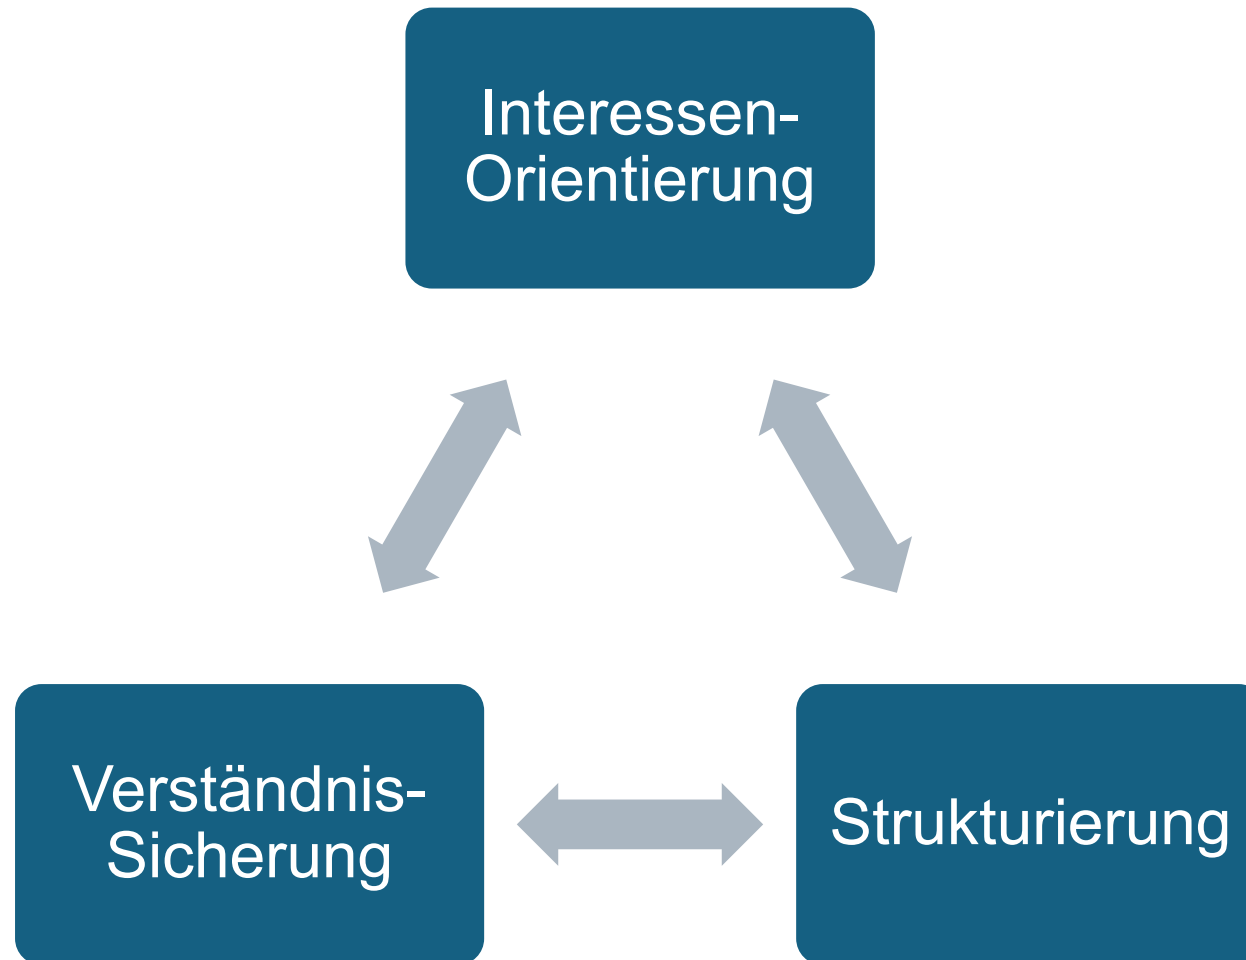 Interessen-
Orientierung
Verständnis-
Sicherung
Strukturierung